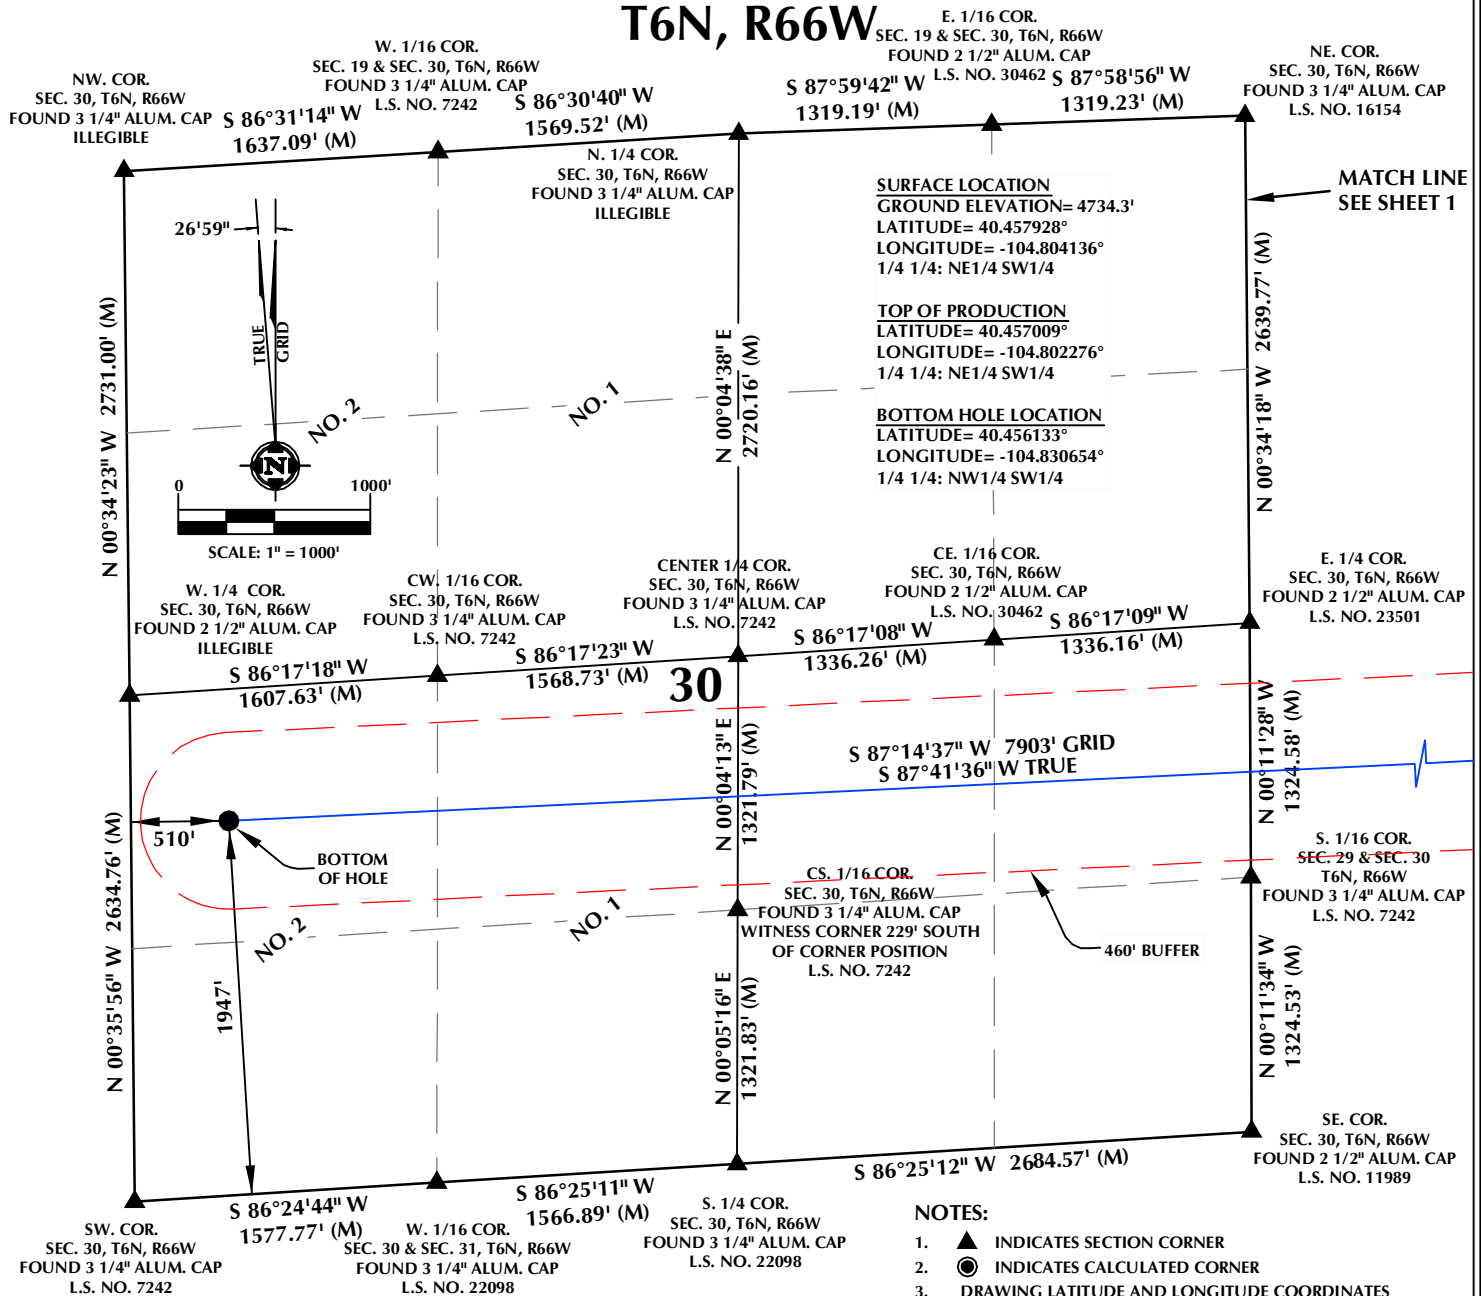 T6N, R66W
NW. COR.
SEC. 30, T6N, R66W
FOUND 3 1/4" ALUM. CAP
ILLEGIBLE
W. 1/16 COR.
SEC. 19 & SEC. 30, T6N, R66W
FOUND 3 1/4" ALUM. CAP
L.S. NO. 7242
E. 1/16 COR.
SEC. 19 & SEC. 30, T6N, R66W
FOUND 2 1/2" ALUM. CAP
L.S. NO. 30462
NE. COR.
SEC. 30, T6N, R66W
FOUND 3 1/4" ALUM. CAP
L.S. NO. 16154
S 86°31'14" W
1637.09' (M)
S 86°30'40" W
1569.52' (M)
S 87°59'42" W
1319.19' (M)
S 87°58'56" W
1319.23' (M)
N. 1/4 COR.
SEC. 30, T6N, R66W
FOUND 3 1/4" ALUM. CAP
ILLEGIBLE
MATCH LINE
SEE SHEET 1
SURFACE LOCATION
GROUND ELEVATION= 4734.3'
LATITUDE= 40.457928°
LONGITUDE= -104.804136°
1/4 1/4: NE1/4 SW1/4
TOP OF PRODUCTION
LATITUDE= 40.457009°
LONGITUDE= -104.802276°
1/4 1/4: NE1/4 SW1/4
BOTTOM HOLE LOCATION
LATITUDE= 40.456133°
LONGITUDE= -104.830654°
1/4 1/4: NW1/4 SW1/4
26'59"
TRUE
GRID
N
0 1000'
SCALE: 1" = 1000'
N 00°34'23" W 2731.00' (M)
NO. 2
NO. 1
N 00°04'38" E
2720.16' (M)
N 00°34'18" W 2639.77' (M)
W. 1/4 COR.
SEC. 30, T6N, R66W
FOUND 2 1/2" ALUM. CAP
ILLEGIBLE
CW. 1/16 COR.
SEC. 30, T6N, R66W
FOUND 3 1/4" ALUM. CAP
L.S. NO. 7242
CENTER 1/4 COR.
SEC. 30, T6N, R66W
FOUND 3 1/4" ALUM. CAP
L.S. NO. 7242
CE. 1/16 COR.
SEC. 30, T6N, R66W
FOUND 2 1/2" ALUM. CAP
L.S. NO. 30462
E. 1/4 COR.
SEC. 30, T6N, R66W
FOUND 2 1/2" ALUM. CAP
L.S. NO. 23501
S 86°17'18" W
1607.63' (M)
S 86°17'23" W
1568.73' (M)
S 86°17'08" W
1336.26' (M)
S 86°17'09" W
1336.16' (M)
30
N 00°04'13" E
1321.79' (M)
S 87°14'37" W 7903' GRID
S 87°41'36" W TRUE
N 00°11'28" W
1324.58' (M)
510'
BOTTOM
OF HOLE
N 00°35'56" W 2634.76' (M)
1947'
NO. 2
NO. 1
CS. 1/16 COR.
SEC. 30, T6N, R66W
FOUND 3 1/4" ALUM. CAP
WITNESS CORNER 229' SOUTH
OF CORNER POSITION
L.S. NO. 7242
460' BUFFER
S. 1/16 COR.
SEC. 29 & SEC. 30
T6N, R66W
FOUND 3 1/4" ALUM. CAP
L.S. NO. 7242
N 00°05'16" E
1321.83' (M)
N 00°11'34" W
1324.53' (M)
S 86°24'44" W
1577.77' (M)
S 86°25'11" W
1566.89' (M)
S 86°25'12" W 2684.57' (M)
SW. COR.
SEC. 30, T6N, R66W
FOUND 3 1/4" ALUM. CAP
L.S. NO. 7242
W. 1/16 COR.
SEC. 30 & SEC. 31, T6N, R66W
FOUND 3 1/4" ALUM. CAP
L.S. NO. 22098
S. 1/4 COR.
SEC. 30, T6N, R66W
FOUND 3 1/4" ALUM. CAP
L.S. NO. 22098
SE. COR.
SEC. 30, T6N, R66W
FOUND 2 1/2" ALUM. CAP
L.S. NO. 11989
NOTES:
1. INDICATES SECTION CORNER
2. INDICATES CALCULATED CORNER
3. DRAWING LATITUDE AND LONGITUDE COORDINATES